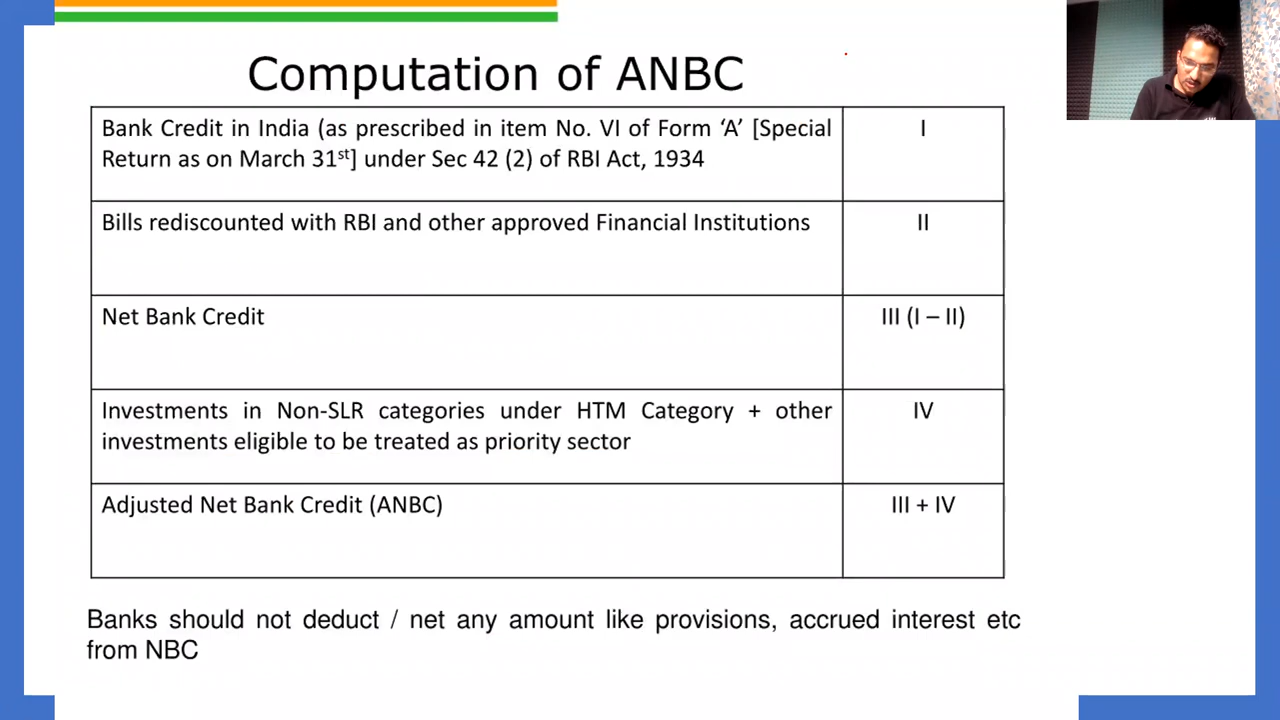 Computation of ANBC
Bank Credit in India (as prescribed in item No. VI of Form ‘A’ [Special
Return as on March 31st] under Sec 42 (2) of RBI Act, 1934
I
Bills rediscounted with RBI and other approved Financial Institutions
II
Net Bank Credit
III (I – II)
Investments in Non-SLR categories under HTM Category + other
investments eligible to be treated as priority sector
IV
Adjusted Net Bank Credit (ANBC)
III + IV
Banks should not deduct / net any amount like provisions, accrued interest etc
from NBC